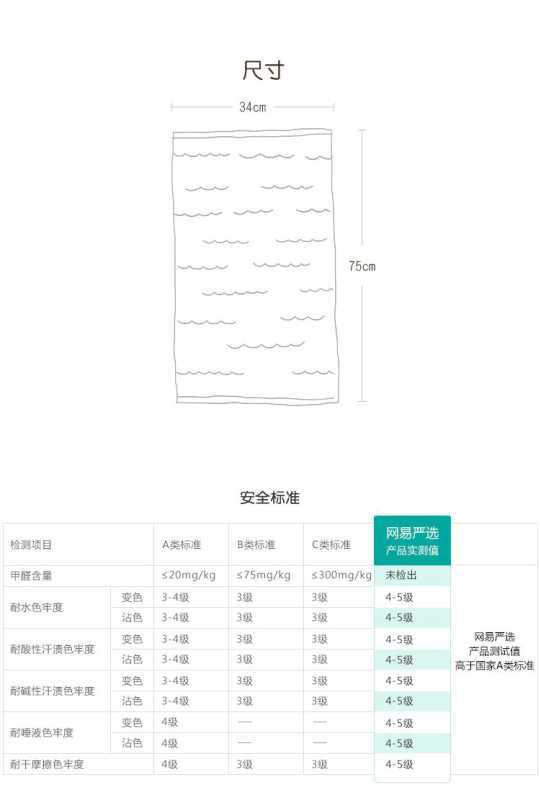 尺寸
34cm
75cm
安全标准
检测项目 A类标准 B类标准 C类标准 网易严选 产品实测值
甲醛含量 ≤20mg/kg ≤75mg/kg ≤300mg/kg 未检出
耐水色牢度 变色 3-4级 3级 3级 4-5级
沾色 3-4级 3级 3级 4-5级
耐酸性汗渍色牢度 变色 3-4级 3级 3级 4-5级
沾色 3-4级 3级 3级 4-5级
耐碱性汗渍色牢度 变色 3-4级 3级 3级 4-5级
沾色 3-4级 3级 3级 4-5级
耐唾液色牢度 变色 4级 — — 4-5级
沾色 4级 — — 4-5级
耐干摩擦色牢度 4级 3级 3级 4-5级
网易严选
产品测试值
高于国家A类标准